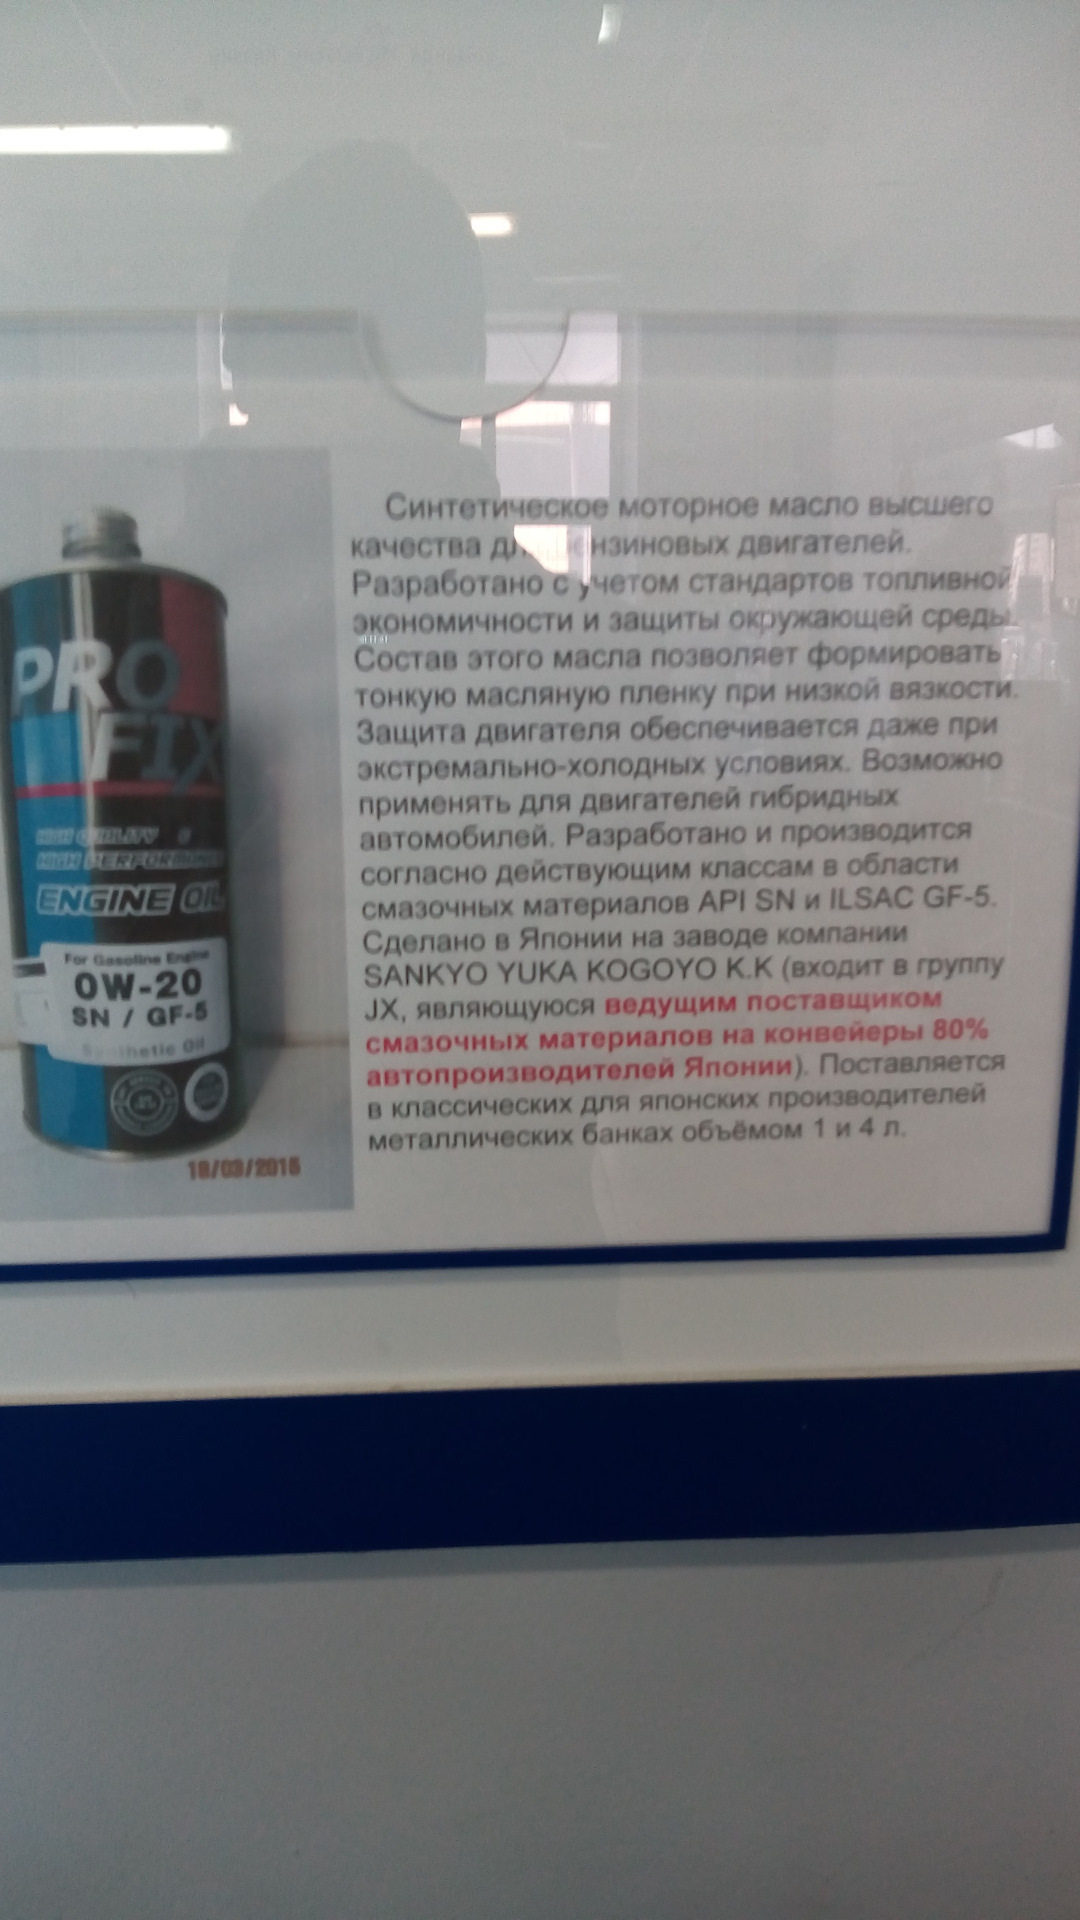 PRO
FIX
HIGH QUALITY &
HIGH PERFORMANCE
ENGINE OIL
For Gasoline Engine
0W-20
SN / GF-5
Synthetic Oil
18/03/2015
Синтетическое моторное масло высшего
качества для бензиновых двигателей.
Разработано с учетом стандартов топливной
экономичности и защиты окружающей среды.
Состав этого масла позволяет формировать
тонкую масляную пленку при низкой вязкости.
Защита двигателя обеспечивается даже при
экстремально-холодных условиях. Возможно
применять для двигателей гибридных
автомобилей. Разработано и производится
согласно действующим классам в области
смазочных материалов API SN и ILSAC GF-5.
Сделано в Японии на заводе компании
SANKYO YUKA KOGOYO K.K (входит в группу
JX, являющуюся ведущим поставщиком
смазочных материалов на конвейеры 80%
автопроизводителей Японии). Поставляется
в классических для японских производителей
металлических банках объёмом 1 и 4 л.